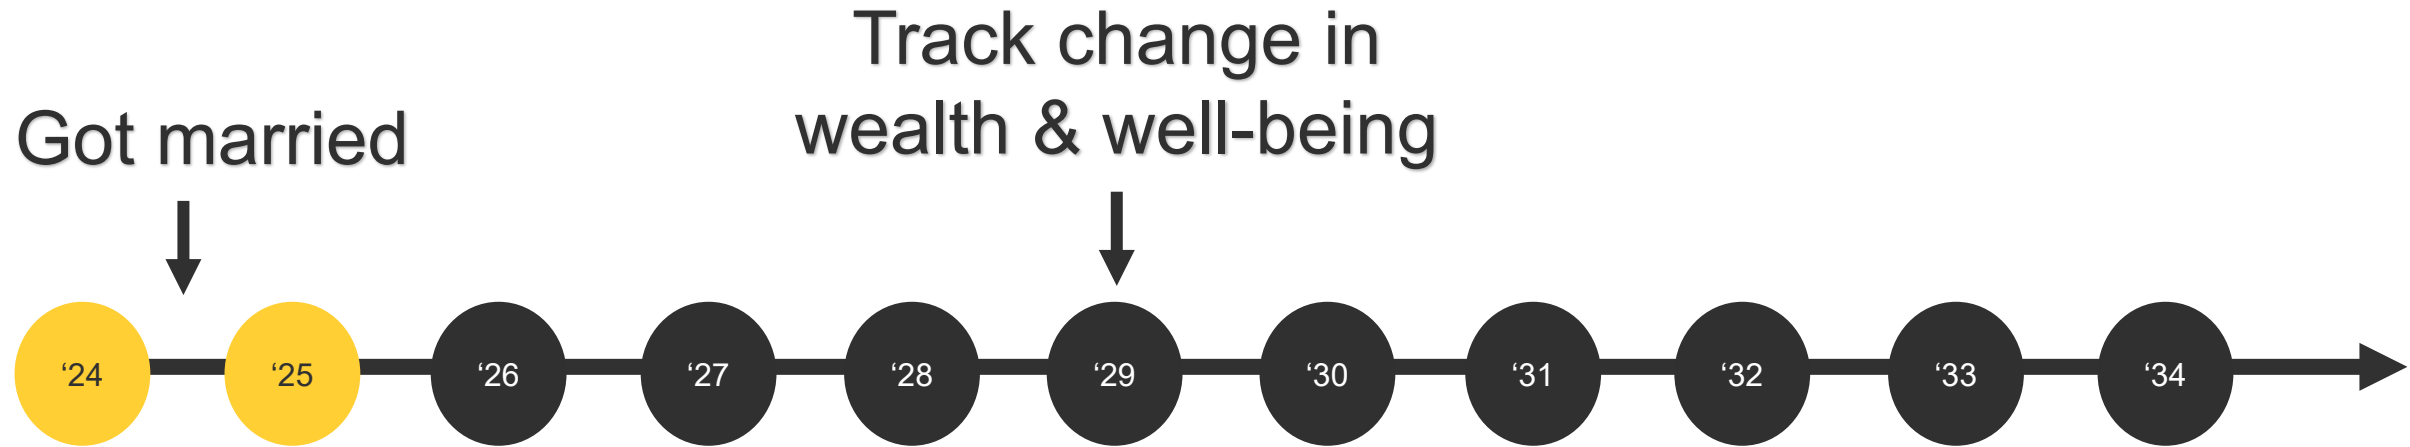 Track change in
wealth & well-being
Got married
‘24 ‘25 ‘26 ‘27 ‘28 ‘29 ‘30 ‘31 ‘32 ‘33 ‘34